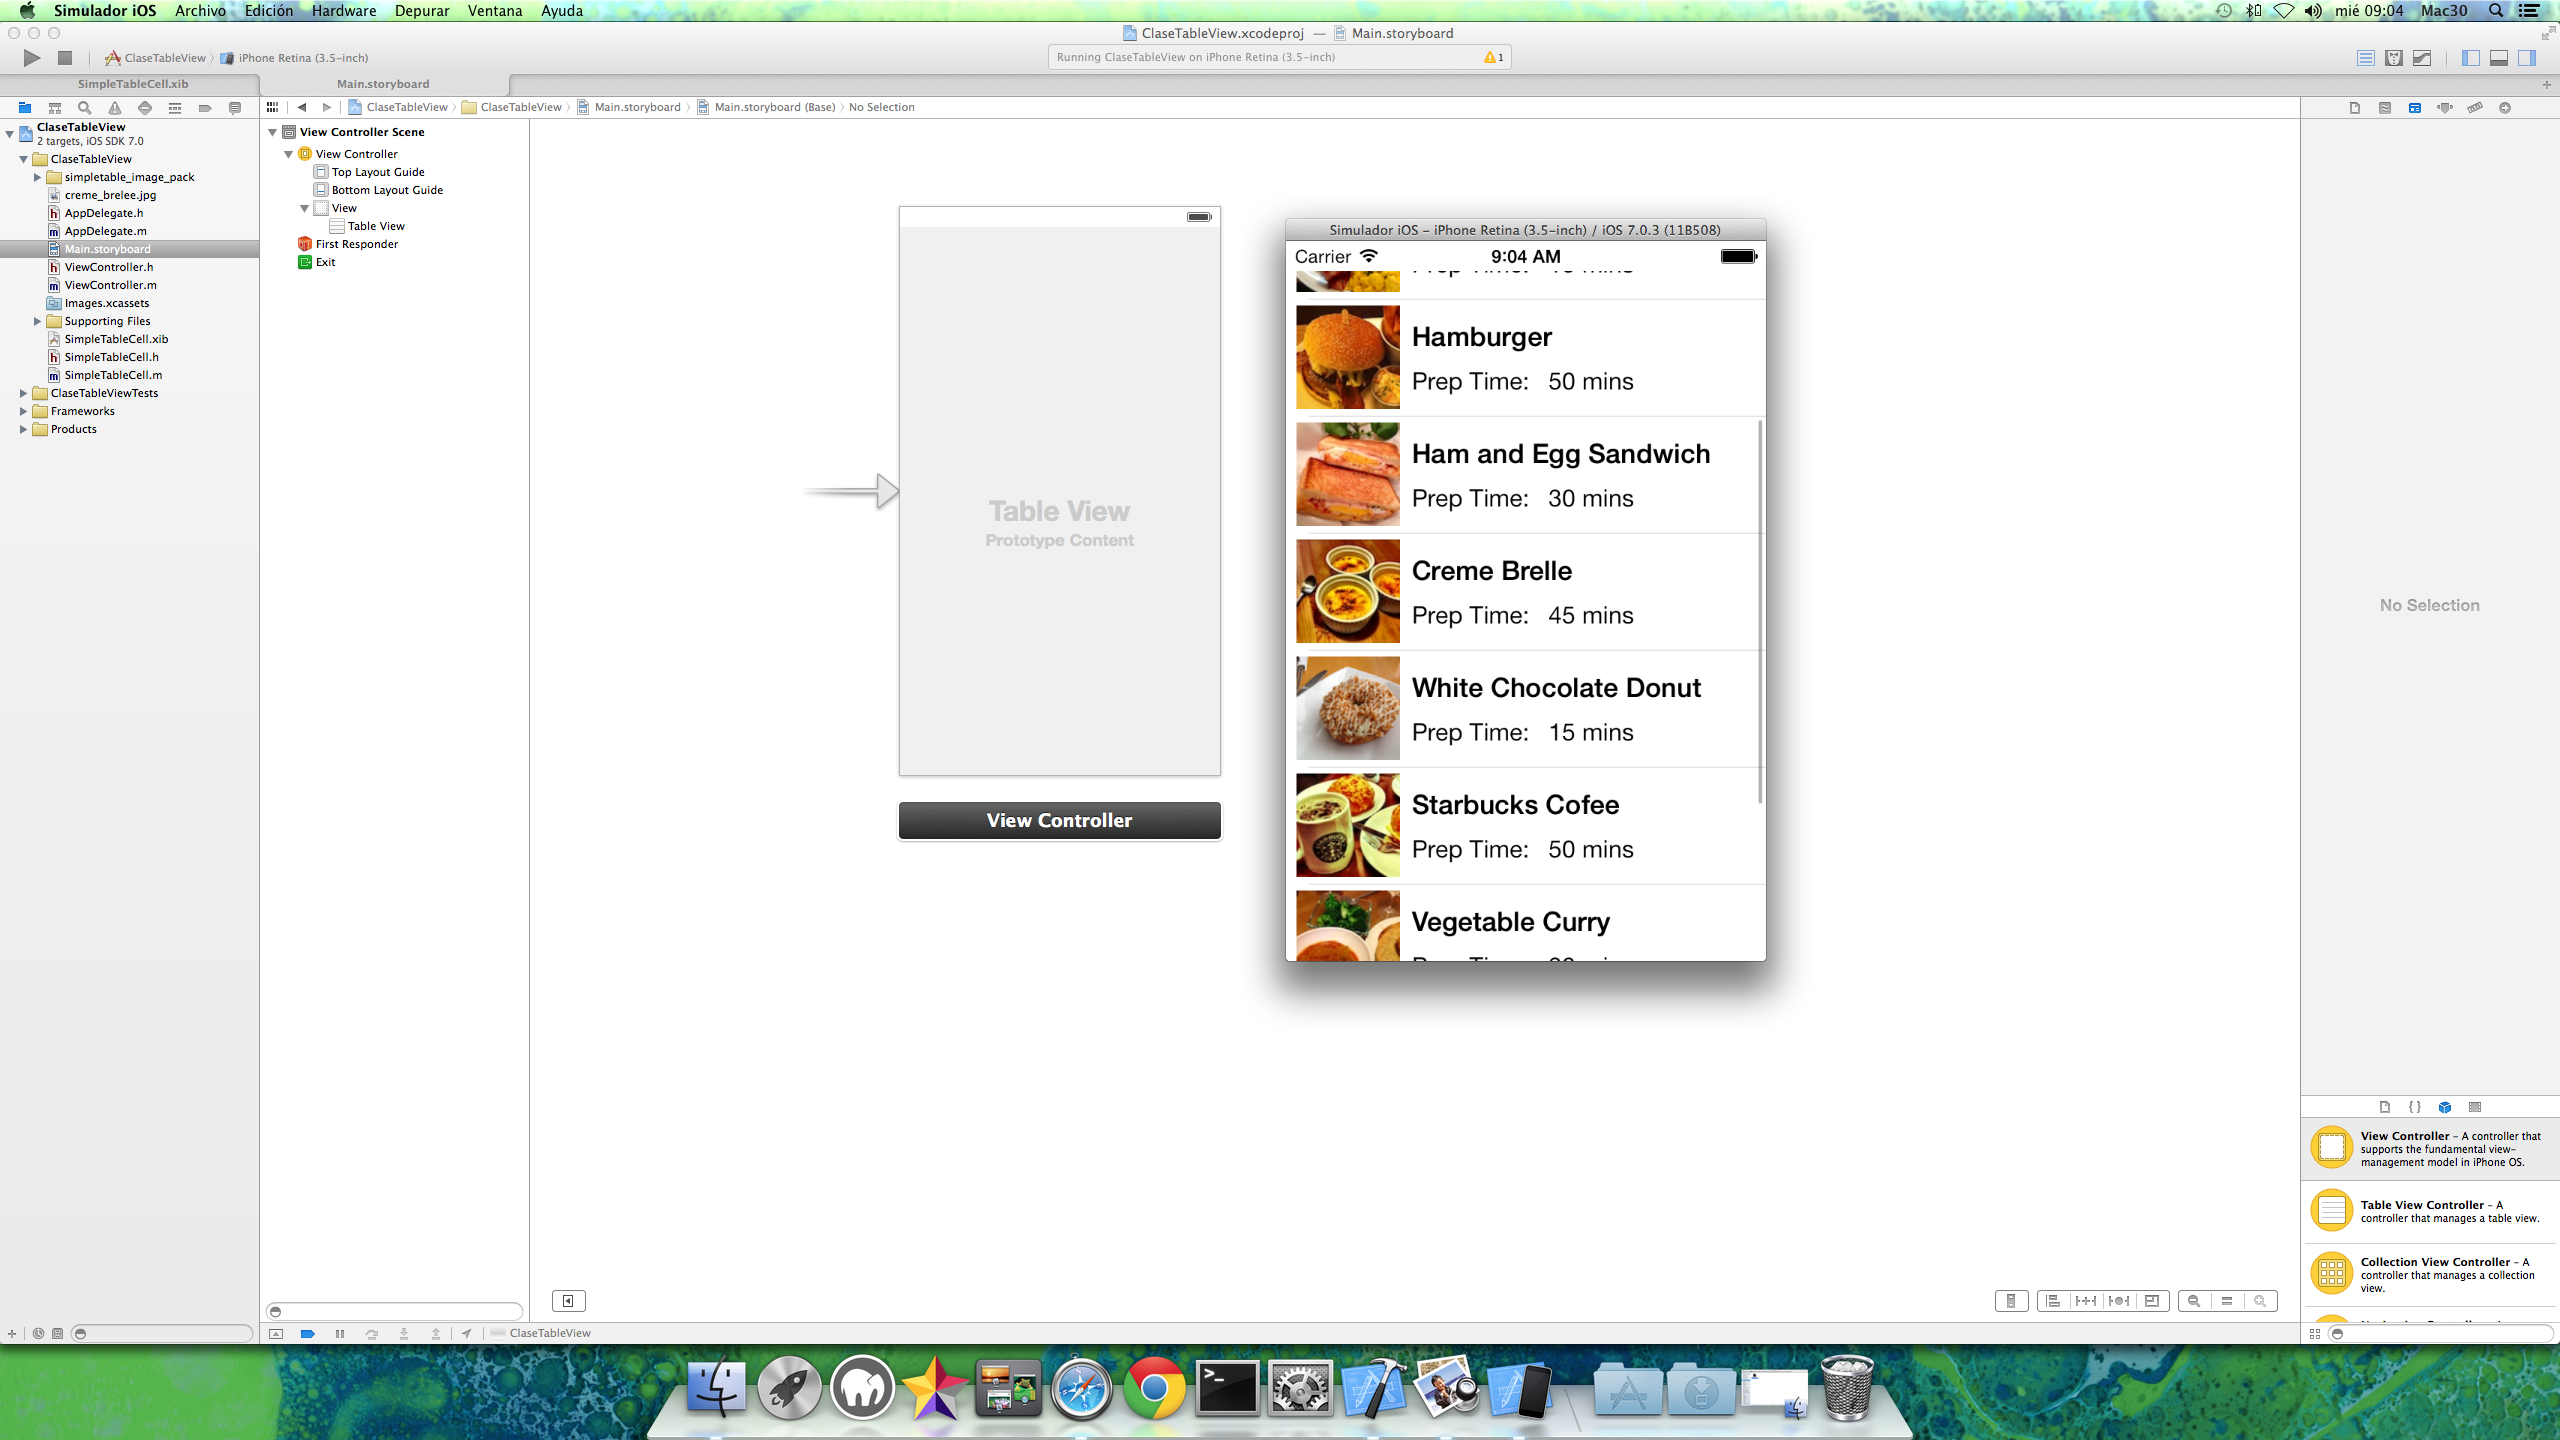 Simulador iOS Archivo Edición Hardware Depurar Ventana Ayuda mié 09:04 Mac30
ClaseTableView.xcodeproj — Main.storyboard
ClaseTableView iPhone Retina (3.5-inch) Running ClaseTableView on iPhone Retina (3.5-inch) 1
SimpleTableCell.xib Main.storyboard
ClaseTableView ClaseTableView Main.storyboard Main.storyboard (Base) No Selection
ClaseTableView
2 targets, iOS SDK 7.0
ClaseTableView
simpletable_image_pack
creme_brelee.jpg
AppDelegate.h
AppDelegate.m
Main.storyboard
ViewController.h
ViewController.m
Images.xcassets
Supporting Files
SimpleTableCell.xib
SimpleTableCell.h
SimpleTableCell.m
ClaseTableViewTests
Frameworks
Products
View Controller Scene
View Controller
Top Layout Guide
Bottom Layout Guide
View
Table View
First Responder
Exit
Table View
Prototype Content
View Controller
Simulador iOS – iPhone Retina (3.5-inch) / iOS 7.0.3 (11B508)
Carrier 9:04 AM
Hamburger
Prep Time: 50 mins
Ham and Egg Sandwich
Prep Time: 30 mins
Creme Brelle
Prep Time: 45 mins
White Chocolate Donut
Prep Time: 15 mins
Starbucks Cofee
Prep Time: 50 mins
Vegetable Curry
No Selection
View Controller – A controller that
supports the fundamental view-
management model in iPhone OS.
Table View Controller – A
controller that manages a table view.
Collection View Controller – A
controller that manages a collection
view.
ClaseTableView